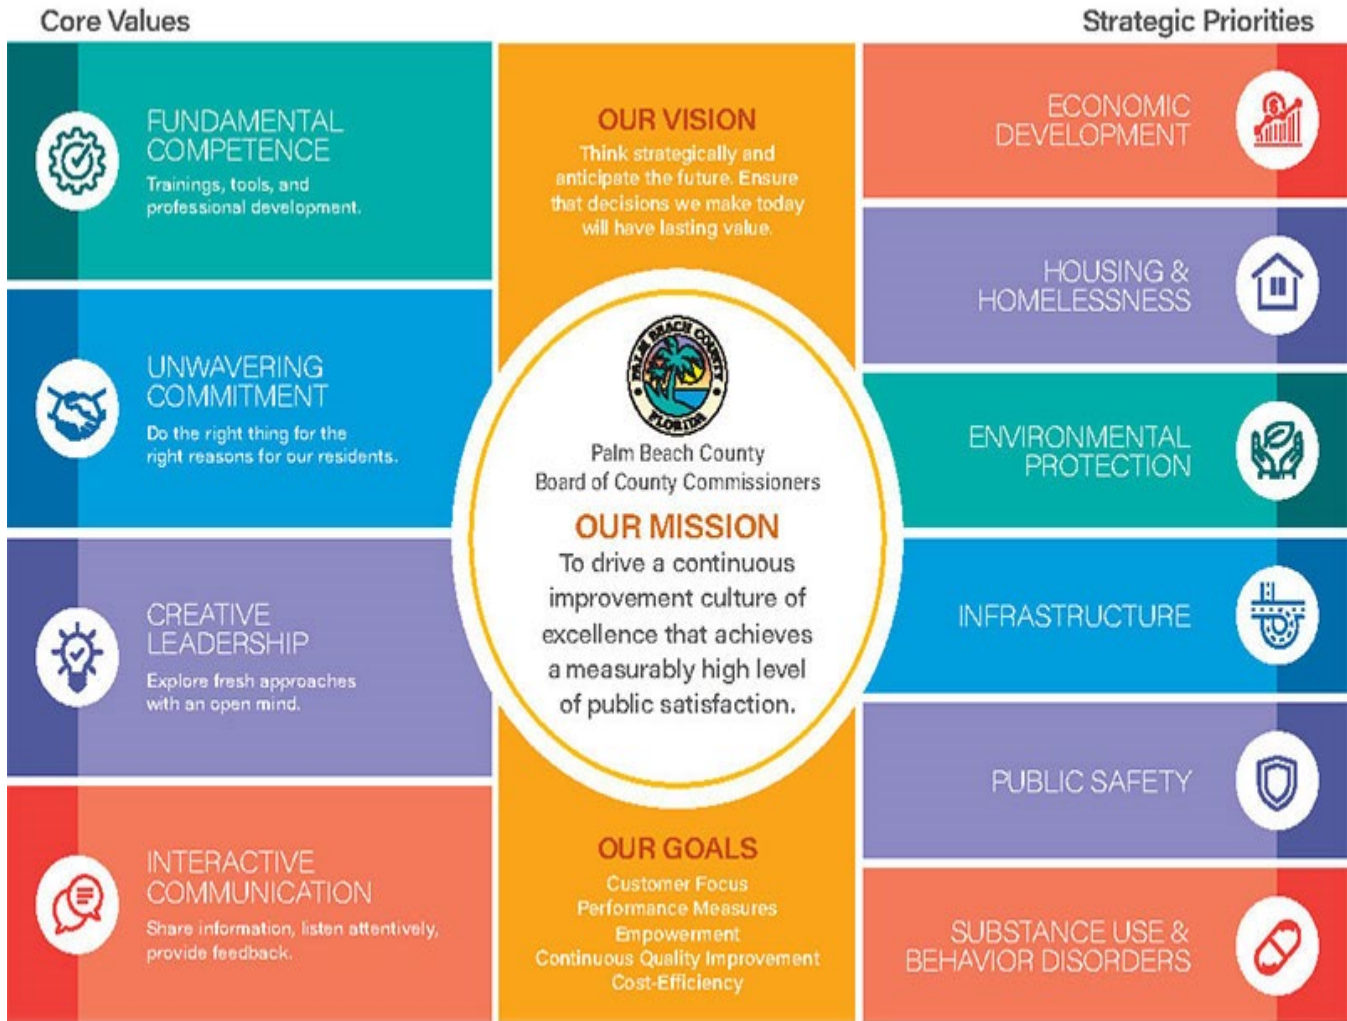 Core Values
Strategic Priorities
FUNDAMENTAL
COMPETENCE
Trainings, tools, and
professional development.
UNWAVERING
COMMITMENT
Do the right thing for the
right reasons for our residents.
CREATIVE
LEADERSHIP
Explore fresh approaches
with an open mind.
INTERACTIVE
COMMUNICATION
Share information, listen attentively,
provide feedback.
OUR VISION
Think strategically and
anticipate the future. Ensure
that decisions we make today
will have lasting value.
PALM BEACH COUNTY
FLORIDA
Palm Beach County
Board of County Commissioners
OUR MISSION
To drive a continuous
improvement culture of
excellence that achieves
a measurably high level
of public satisfaction.
OUR GOALS
Customer Focus
Performance Measures
Empowerment
Continuous Quality Improvement
Cost-Efficiency
ECONOMIC
DEVELOPMENT
HOUSING &
HOMELESSNESS
ENVIRONMENTAL
PROTECTION
INFRASTRUCTURE
PUBLIC SAFETY
SUBSTANCE USE &
BEHAVIOR DISORDERS